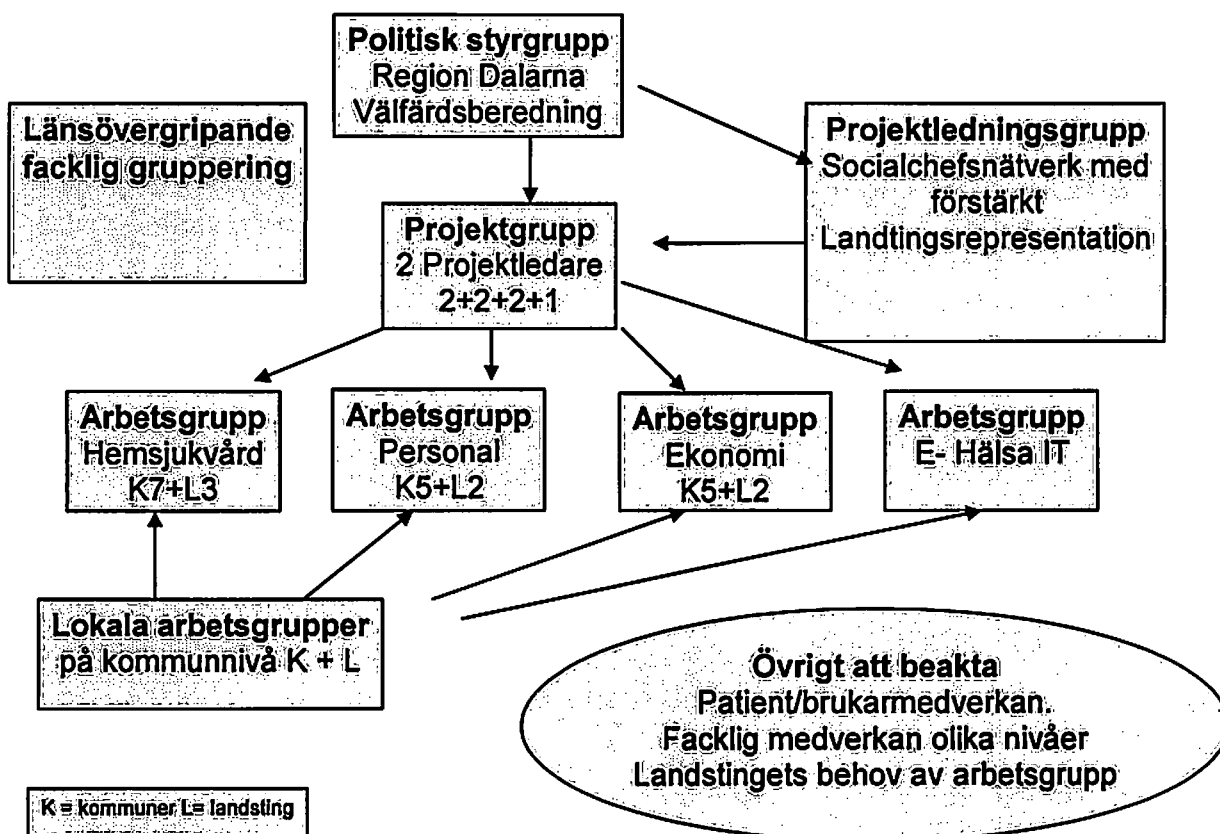 Politisk styrgrupp
Region Dalarna
Välfärdsberedning
Länsövergripande
facklig gruppering
Projektledningsgrupp
Socialchefsnätverk med
förstärkt
Landtingsrepresentation
Projektgrupp
2 Projektledare
2+2+2+1
Arbetsgrupp
Hemsjukvård
K7+L3
Arbetsgrupp
Personal
K5+L2
Arbetsgrupp
Ekonomi
K5+L2
Arbetsgrupp
E- Hälsa IT
Lokala arbetsgrupper
på kommunnivå K + L
Övrigt att beakta
Patient/brukarmedverkan.
Facklig medverkan olika nivåer
Landstingets behov av arbetsgrupp
K = kommuner L= landsting